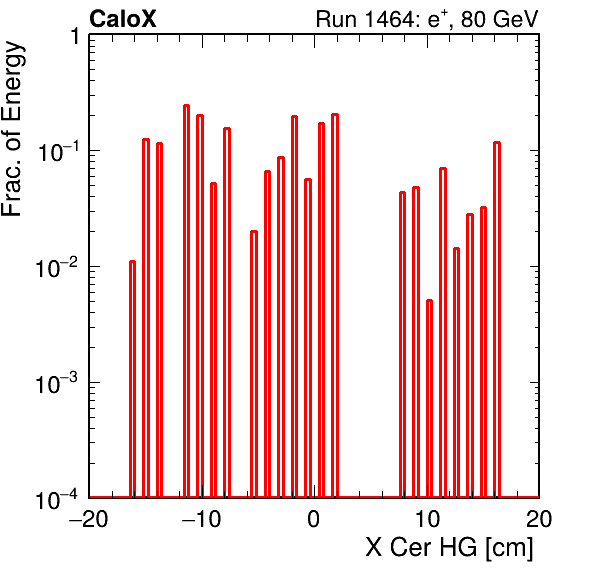 CaloX Run 1464: e⁺, 80 GeV
Frac. of Energy
1
10⁻¹
10⁻²
10⁻³
10⁻⁴
−20 −10 0 10 20
X Cer HG [cm]